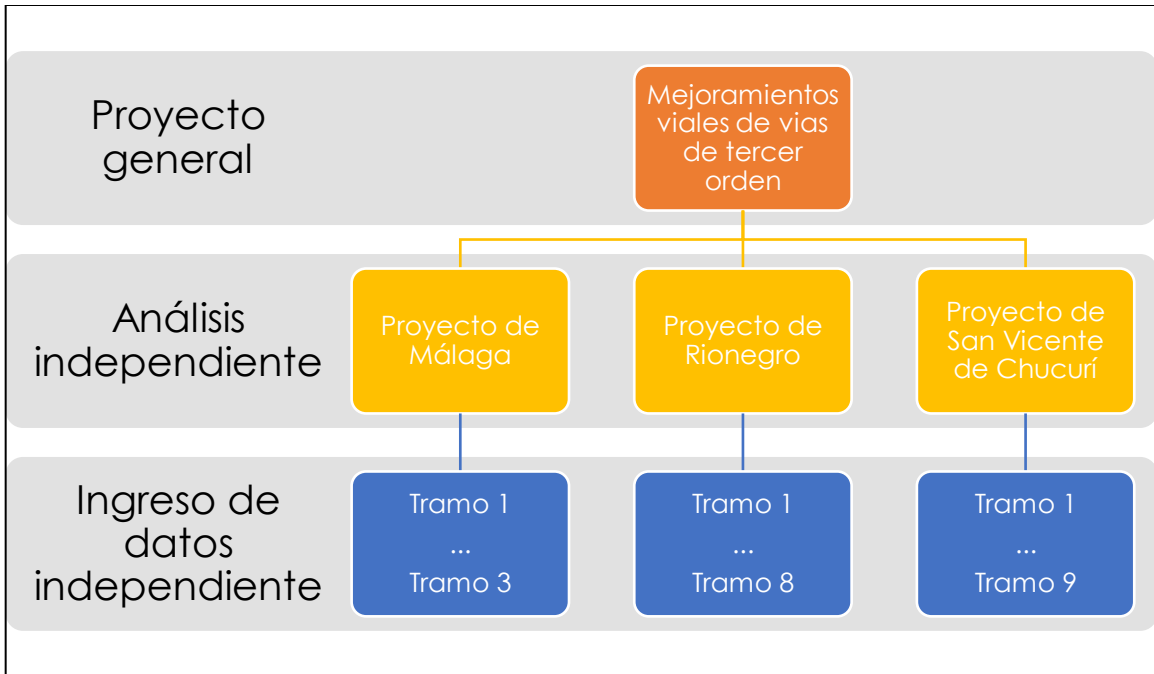 Proyecto
general
Mejoramientos
viales de vias
de tercer
orden
Análisis
independiente
Proyecto de
Málaga
Proyecto de
Rionegro
Proyecto de
San Vicente
de Chucurí
Ingreso de
datos
independiente
Tramo 1
...
Tramo 3
Tramo 1
...
Tramo 8
Tramo 1
...
Tramo 9